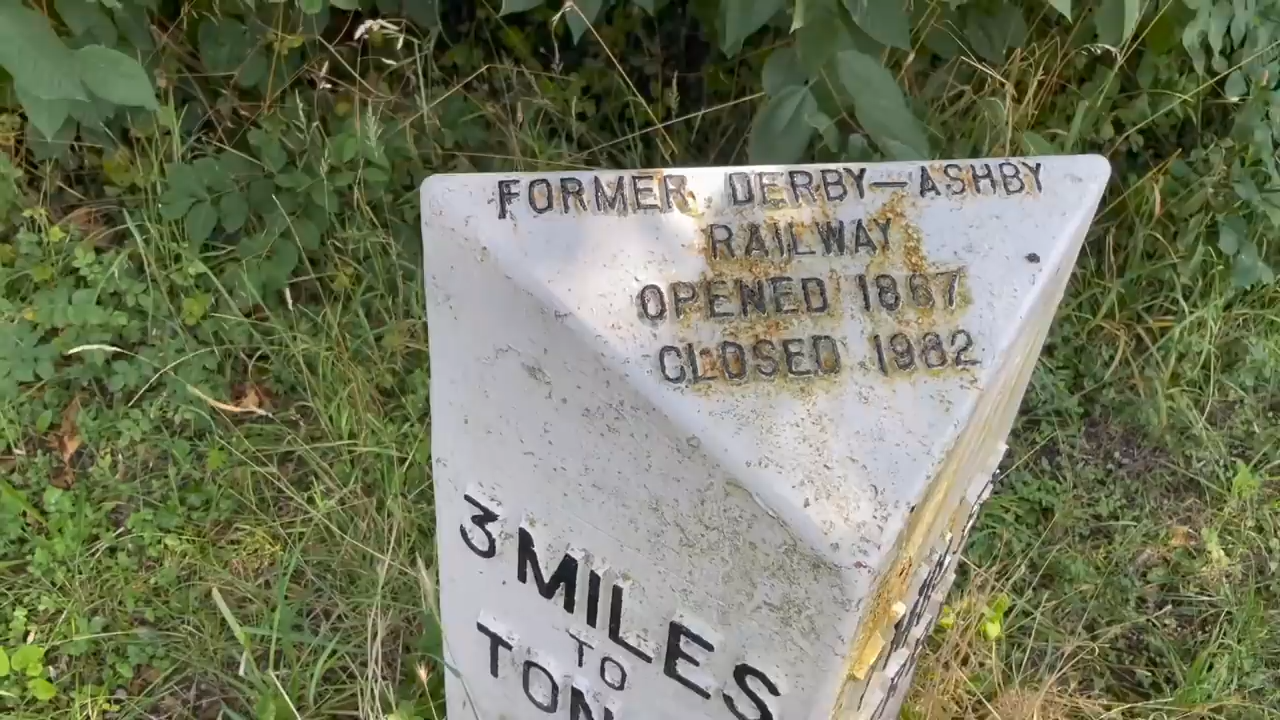 FORMER DERBY—ASHBY
RAILWAY
OPENED 1867
CLOSED 1982
3 MILES
TO